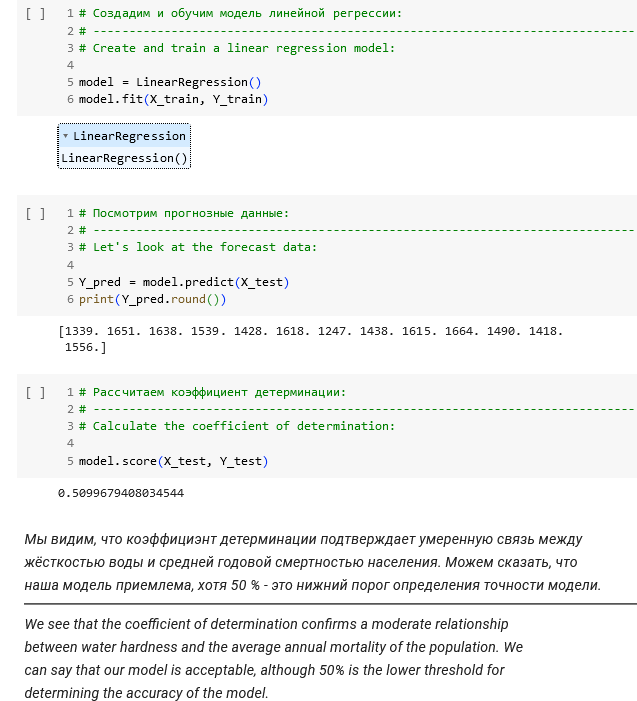 [ ] 1 # Создадим и обучим модель линейной регрессии:
2 # ---------------------------------------------------------------------------
3 # Create and train a linear regression model:
4
5 model = LinearRegression()
6 model.fit(X_train, Y_train)
▾ LinearRegression
LinearRegression()
[ ] 1 # Посмотрим прогнозные данные:
2 # ---------------------------------------------------------------------------
3 # Let's look at the forecast data:
4
5 Y_pred = model.predict(X_test)
6 print(Y_pred.round())
[1339. 1651. 1638. 1539. 1428. 1618. 1247. 1438. 1615. 1664. 1490. 1418.
1556.]
[ ] 1 # Рассчитаем коэффициент детерминации:
2 # ---------------------------------------------------------------------------
3 # Calculate the coefficient of determination:
4
5 model.score(X_test, Y_test)
0.5099679408034544
Мы видим, что коэффициэнт детерминации подтверждает умеренную связь между
жёсткостью воды и средней годовой смертностью населения. Можем сказать, что
наша модель приемлема, хотя 50 % - это нижний порог определения точности модели.
We see that the coefficient of determination confirms a moderate relationship
between water hardness and the average annual mortality of the population. We
can say that our model is acceptable, although 50% is the lower threshold for
determining the accuracy of the model.